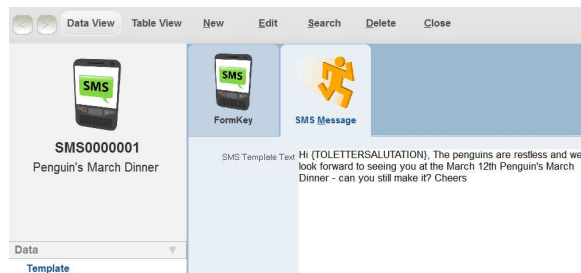 < > Data View Table View New Edit Search Delete Close
SMS
SMS
FormKey
SMS Message
SMS0000001
Penguin's March Dinner
SMS Template Text
Hi {TOLETTERSALUTATION}, The penguins are restless and we
look forward to seeing you at the March 12th Penguin's March
Dinner - can you still make it? Cheers
Data
Template